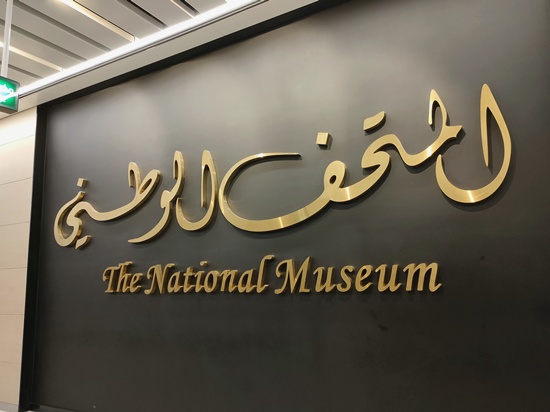 المتحف الوطني
The National Museum